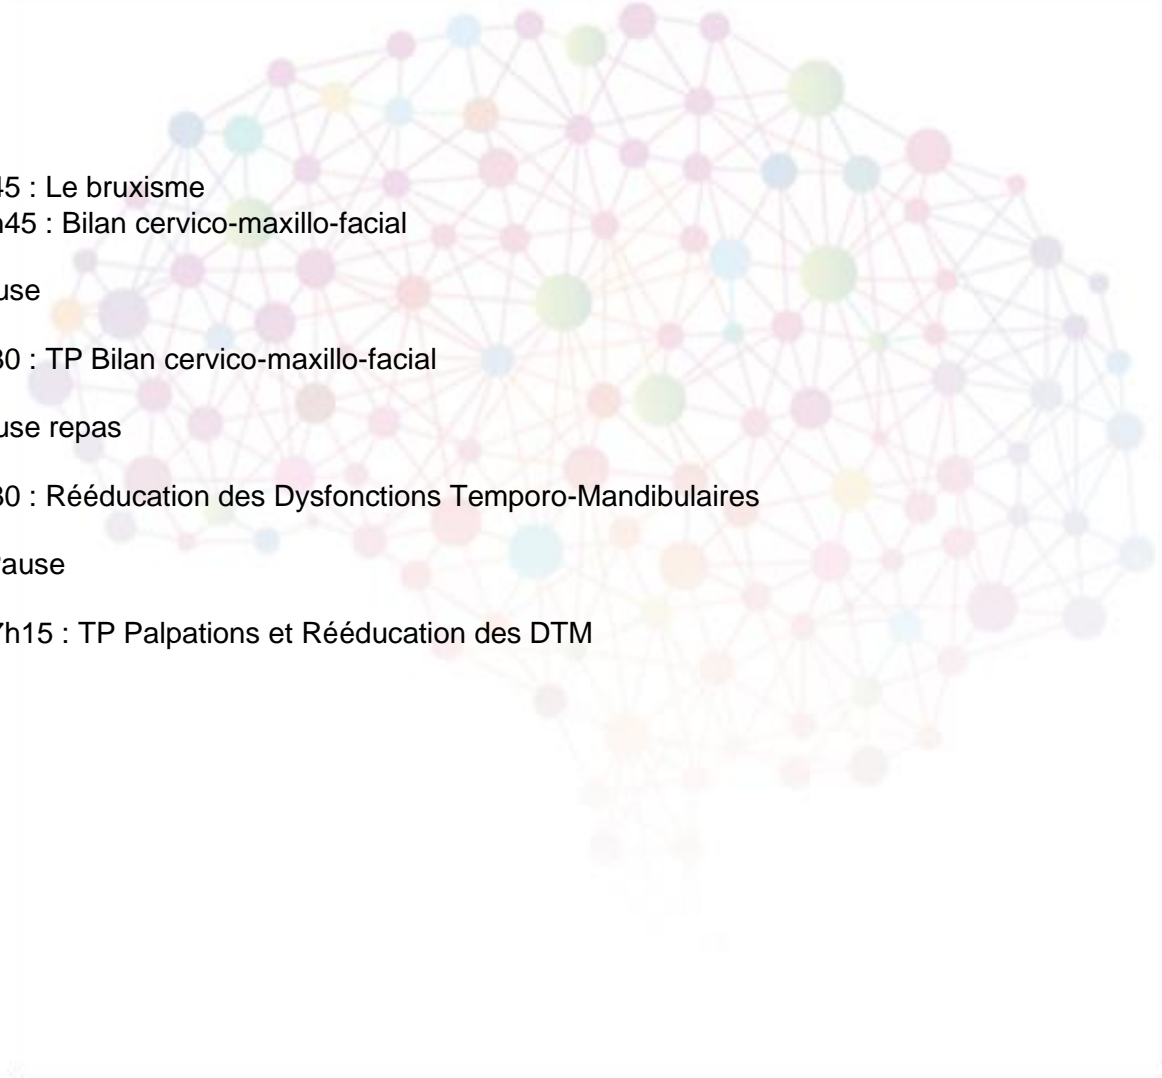 45 : Le bruxisme
h45 : Bilan cervico-maxillo-facial
use
30 : TP Bilan cervico-maxillo-facial
use repas
30 : Rééducation des Dysfonctions Temporo-Mandibulaires
Pause
7h15 : TP Palpations et Rééducation des DTM